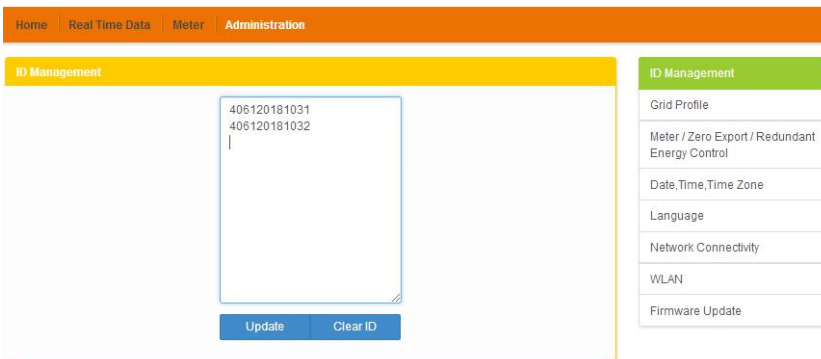 Home Real Time Data Meter Administration
ID Management
406120181031
406120181032
Update Clear ID
ID Management
Grid Profile
Meter / Zero Export / Redundant
Energy Control
Date,Time,Time Zone
Language
Network Connectivity
WLAN
Firmware Update